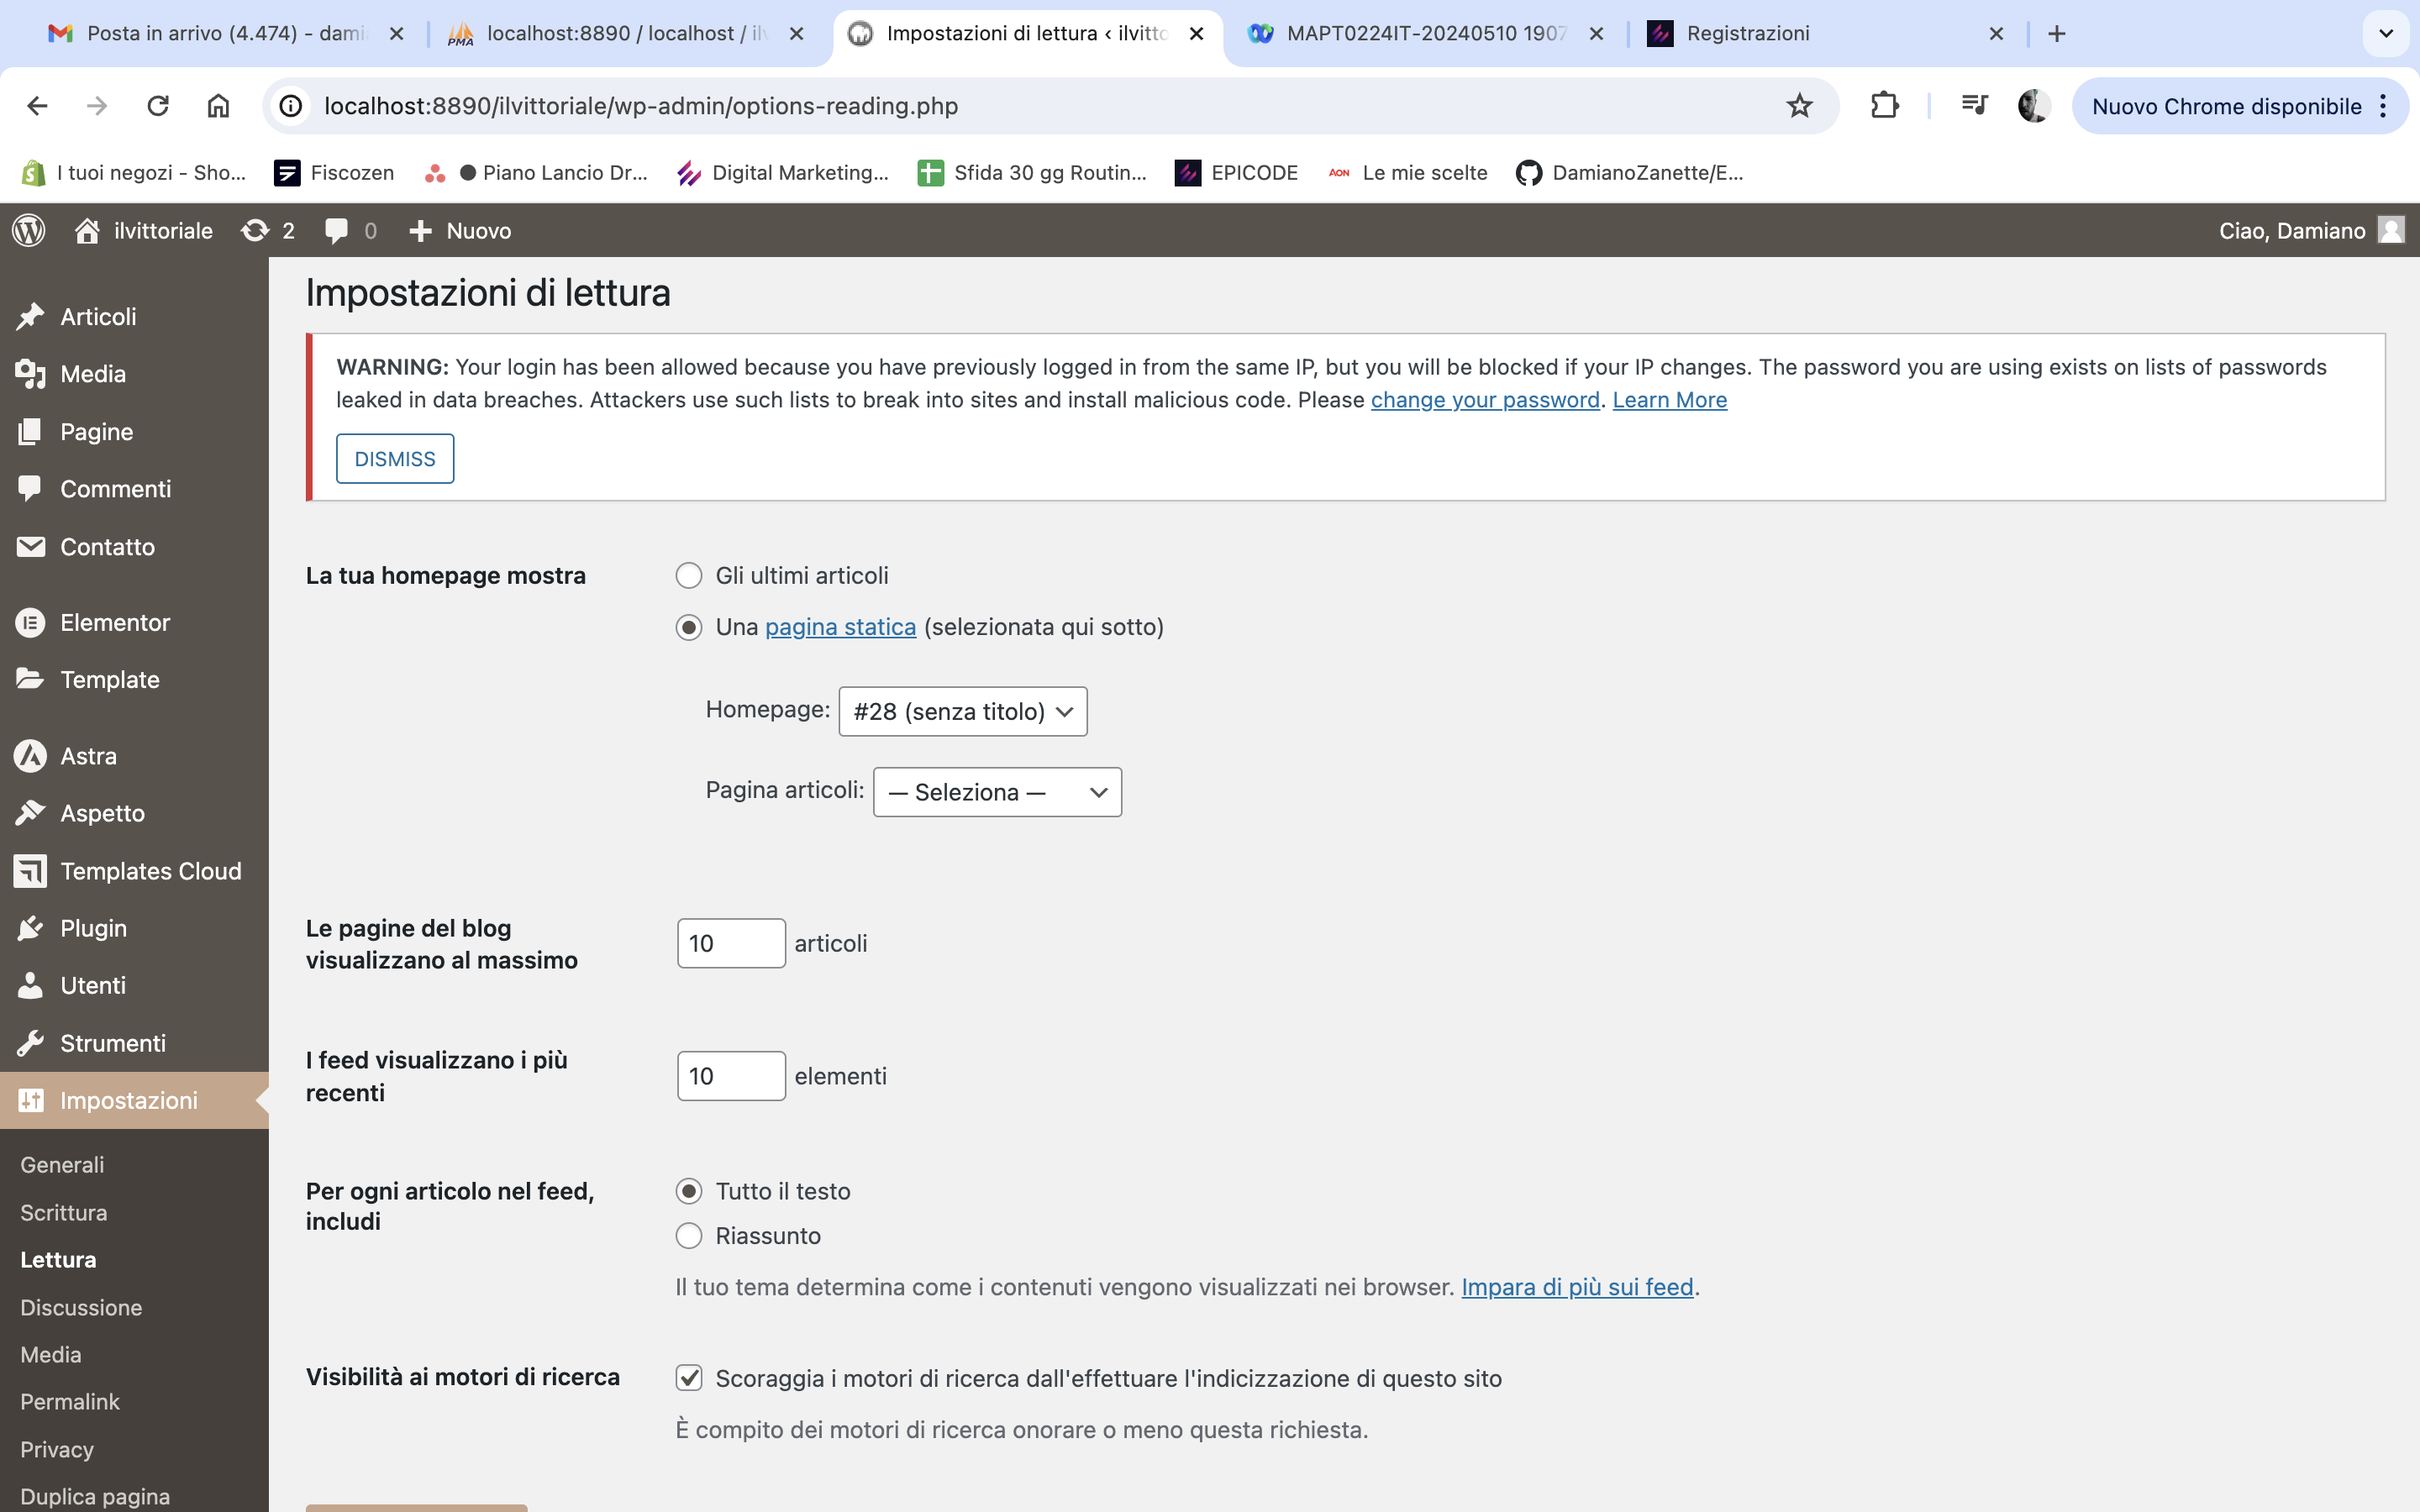 Posta in arrivo (4.474) - dami
localhost:8890 / localhost / ilv
Impostazioni di lettura ‹ ilvitto
MAPT0224IT-20240510 1907
Registrazioni
localhost:8890/ilvittoriale/wp-admin/options-reading.php
Nuovo Chrome disponibile
I tuoi negozi - Sho...
Fiscozen
Piano Lancio Dr...
Digital Marketing...
Sfida 30 gg Routin...
EPICODE
AON
Le mie scelte
DamianoZanette/E...
ilvittoriale
2
0
Nuovo
Ciao, Damiano
Articoli
Media
Pagine
Commenti
Contatto
Elementor
Template
Astra
Aspetto
Templates Cloud
Plugin
Utenti
Strumenti
Impostazioni
Generali
Scrittura
Lettura
Discussione
Media
Permalink
Privacy
Duplica pagina
Impostazioni di lettura
WARNING: Your login has been allowed because you have previously logged in from the same IP, but you will be blocked if your IP changes. The password you are using exists on lists of passwords
leaked in data breaches. Attackers use such lists to break into sites and install malicious code. Please change your password. Learn More
DISMISS
La tua homepage mostra
Gli ultimi articoli
Una pagina statica (selezionata qui sotto)
Homepage: #28 (senza titolo)
Pagina articoli: — Seleziona —
Le pagine del blog
visualizzano al massimo
10 articoli
I feed visualizzano i più
recenti
10 elementi
Per ogni articolo nel feed,
includi
Tutto il testo
Riassunto
Il tuo tema determina come i contenuti vengono visualizzati nei browser. Impara di più sui feed.
Visibilità ai motori di ricerca
Scoraggia i motori di ricerca dall'effettuare l'indicizzazione di questo sito
È compito dei motori di ricerca onorare o meno questa richiesta.